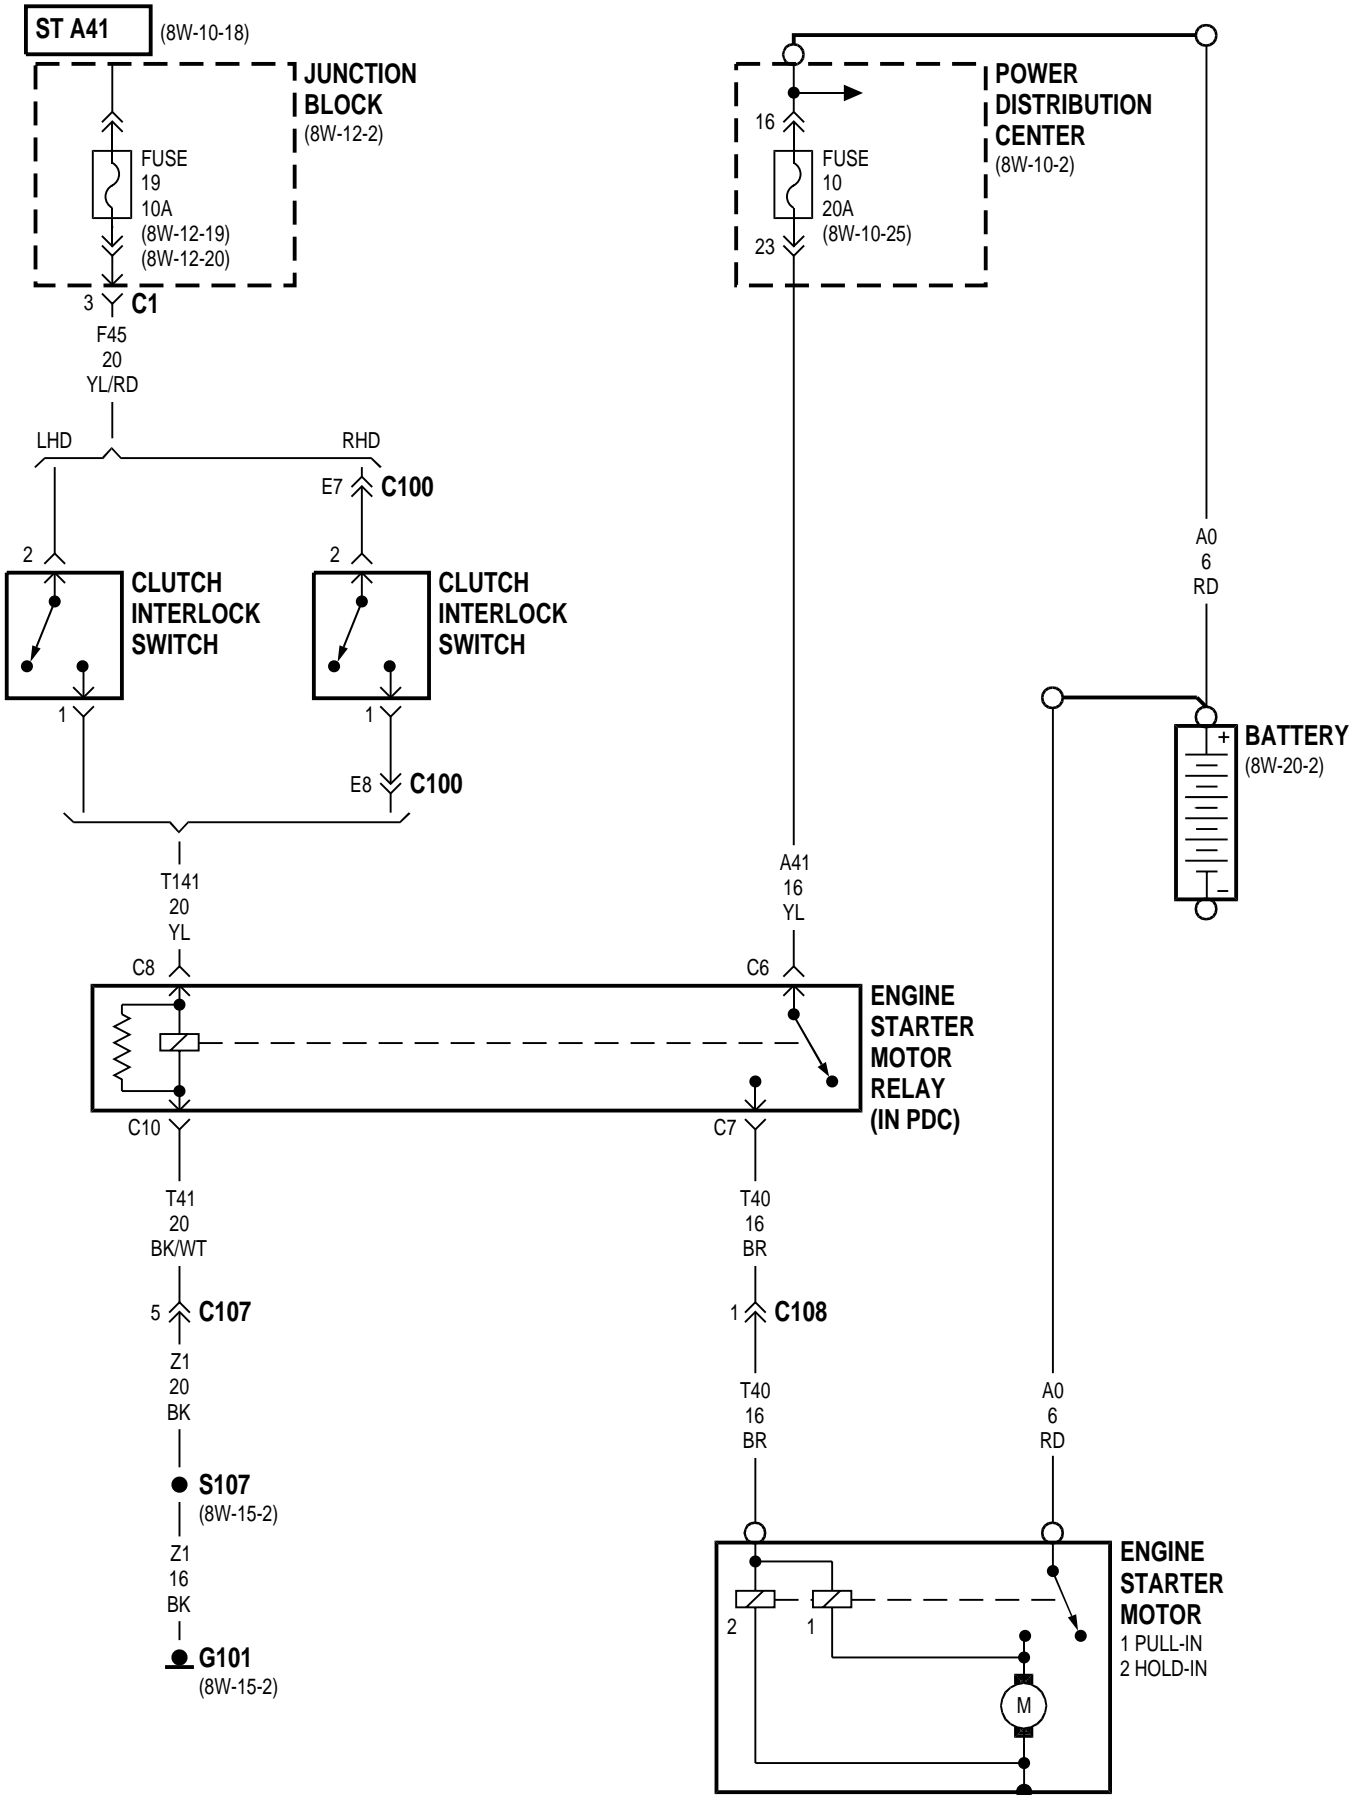 ST A41
(8W-10-18)
JUNCTION
BLOCK
(8W-12-2)
FUSE
19
10A
(8W-12-19)
(8W-12-20)
3
C1
F45
20
YL/RD
LHD
RHD
E7
C100
2
CLUTCH
INTERLOCK
SWITCH
1
2
CLUTCH
INTERLOCK
SWITCH
1
E8
C100
T141
20
YL
C8
POWER
DISTRIBUTION
CENTER
(8W-10-2)
16
FUSE
10
20A
(8W-10-25)
23
A41
16
YL
C6
A0
6
RD
+
BATTERY
(8W-20-2)
–
ENGINE
STARTER
MOTOR
RELAY
(IN PDC)
C10
T41
20
BK/WT
5
C107
Z1
20
BK
S107
(8W-15-2)
Z1
16
BK
G101
(8W-15-2)
C7
T40
16
BR
1
C108
T40
16
BR
A0
6
RD
ENGINE
STARTER
MOTOR
1 PULL-IN
2 HOLD-IN
2
1
M